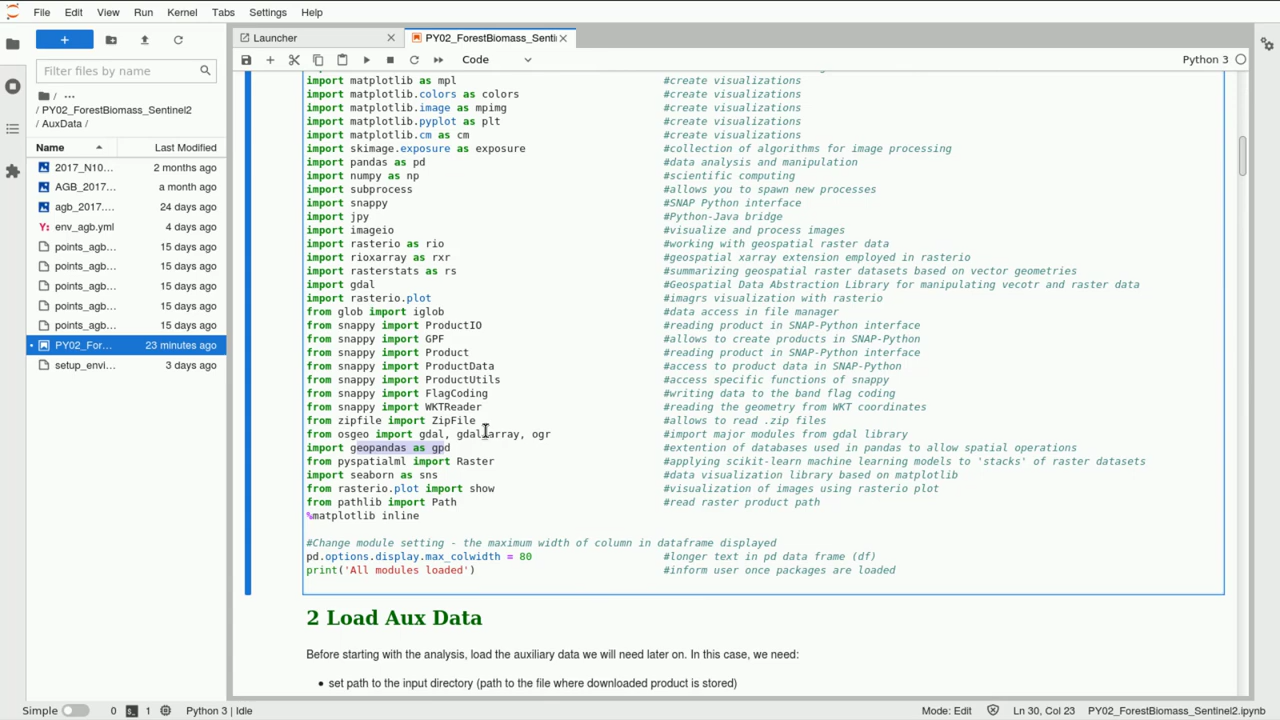 File Edit View Run Kernel Tabs Settings Help
Launcher
PY02_ForestBiomass_Senti
Code
Python 3
Filter files by name
/ ...
/ PY02_ForestBiomass_Sentinel2
/ AuxData /
Name Last Modified
2017_N10... 2 months ago
AGB_2017... a month ago
agb_2017.... 24 days ago
Y: env_agb.yml 4 days ago
points_agb... 15 days ago
points_agb... 15 days ago
points_agb... 15 days ago
points_agb... 15 days ago
points_agb... 15 days ago
PY02_For... 23 minutes ago
setup_envi... 3 days ago
import matplotlib as mpl #create visualizations
import matplotlib.colors as colors #create visualizations
import matplotlib.image as mpimg #create visualizations
import matplotlib.pyplot as plt #create visualizations
import matplotlib.cm as cm #create visualizations
import skimage.exposure as exposure #collection of algorithms for image processing
import pandas as pd #data analysis and manipulation
import numpy as np #scientific computing
import subprocess #allows you to spawn new processes
import snappy #SNAP Python interface
import jpy #Python-Java bridge
import imageio #visualize and process images
import rasterio as rio #working with geospatial raster data
import rioxarray as rxr #geospatial xarray extension employed in rasterio
import rasterstats as rs #summarizing geospatial raster datasets based on vector geometries
import gdal #Geospatial Data Abstraction Library for manipulating vecotr and raster data
import rasterio.plot #imagrs visualization with rasterio
from glob import iglob #data access in file manager
from snappy import ProductIO #reading product in SNAP-Python interface
from snappy import GPF #allows to create products in SNAP-Python
from snappy import Product #reading product in SNAP-Python interface
from snappy import ProductData #access to product data in SNAP-Python
from snappy import ProductUtils #access specific functions of snappy
from snappy import FlagCoding #writing data to the band flag coding
from snappy import WKTReader #reading the geometry from WKT coordinates
from zipfile import ZipFile #allows to read .zip files
from osgeo import gdal, gdal_array, ogr #import major modules from gdal library
import geopandas as gpd #extention of databases used in pandas to allow spatial operations
from pyspatialml import Raster #applying scikit-learn machine learning models to 'stacks' of raster datasets
import seaborn as sns #data visualization library based on matplotlib
from rasterio.plot import show #visualization of images using rasterio plot
from pathlib import Path #read raster product path
%matplotlib inline
#Change module setting - the maximum width of column in dataframe displayed
pd.options.display.max_colwidth = 80 #longer text in pd data frame (df)
print('All modules loaded') #inform user once packages are loaded
2 Load Aux Data
Before starting with the analysis, load the auxiliary data we will need later on. In this case, we need:
• set path to the input directory (path to the file where downloaded product is stored)
Simple 0 1 Python 3 | Idle Mode: Edit Ln 30, Col 23 PY02_ForestBiomass_Sentinel2.ipynb